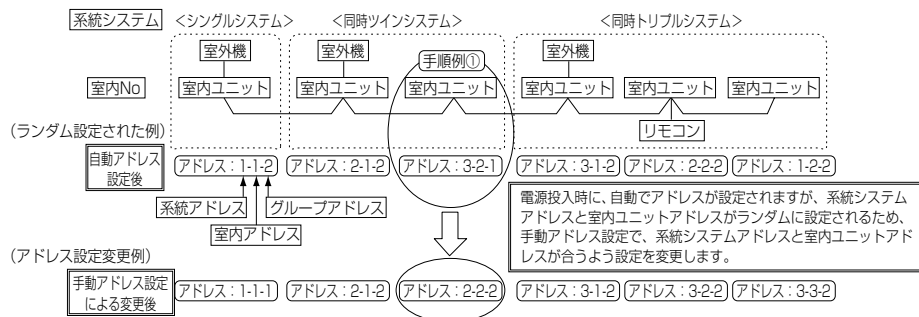 系統システム <シングルシステム> <同時ツインシステム> <同時トリプルシステム>
室外機 室外機 手順例① 室外機
室内No 室内ユニット 室内ユニット 室内ユニット 室内ユニット 室内ユニット 室内ユニット
(ランダム設定された例) リモコン
自動アドレス
設定後
アドレス:1-1-2 アドレス:2-1-2 アドレス:3-2-1 アドレス:3-1-2 アドレス:2-2-2 アドレス:1-2-2
系統アドレス グループアドレス
室内アドレス
電源投入時に、自動でアドレスが設定されますが、系統システム
アドレスと室内ユニットアドレスがランダムに設定されるため、
手動アドレス設定で、系統システムアドレスと室内ユニットアド
レスが合うよう設定を変更します。
(アドレス設定変更例)
手動アドレス設定
による変更後
アドレス:1-1-1 アドレス:2-1-2 アドレス:2-2-2 アドレス:3-1-2 アドレス:3-2-2 アドレス:3-3-2